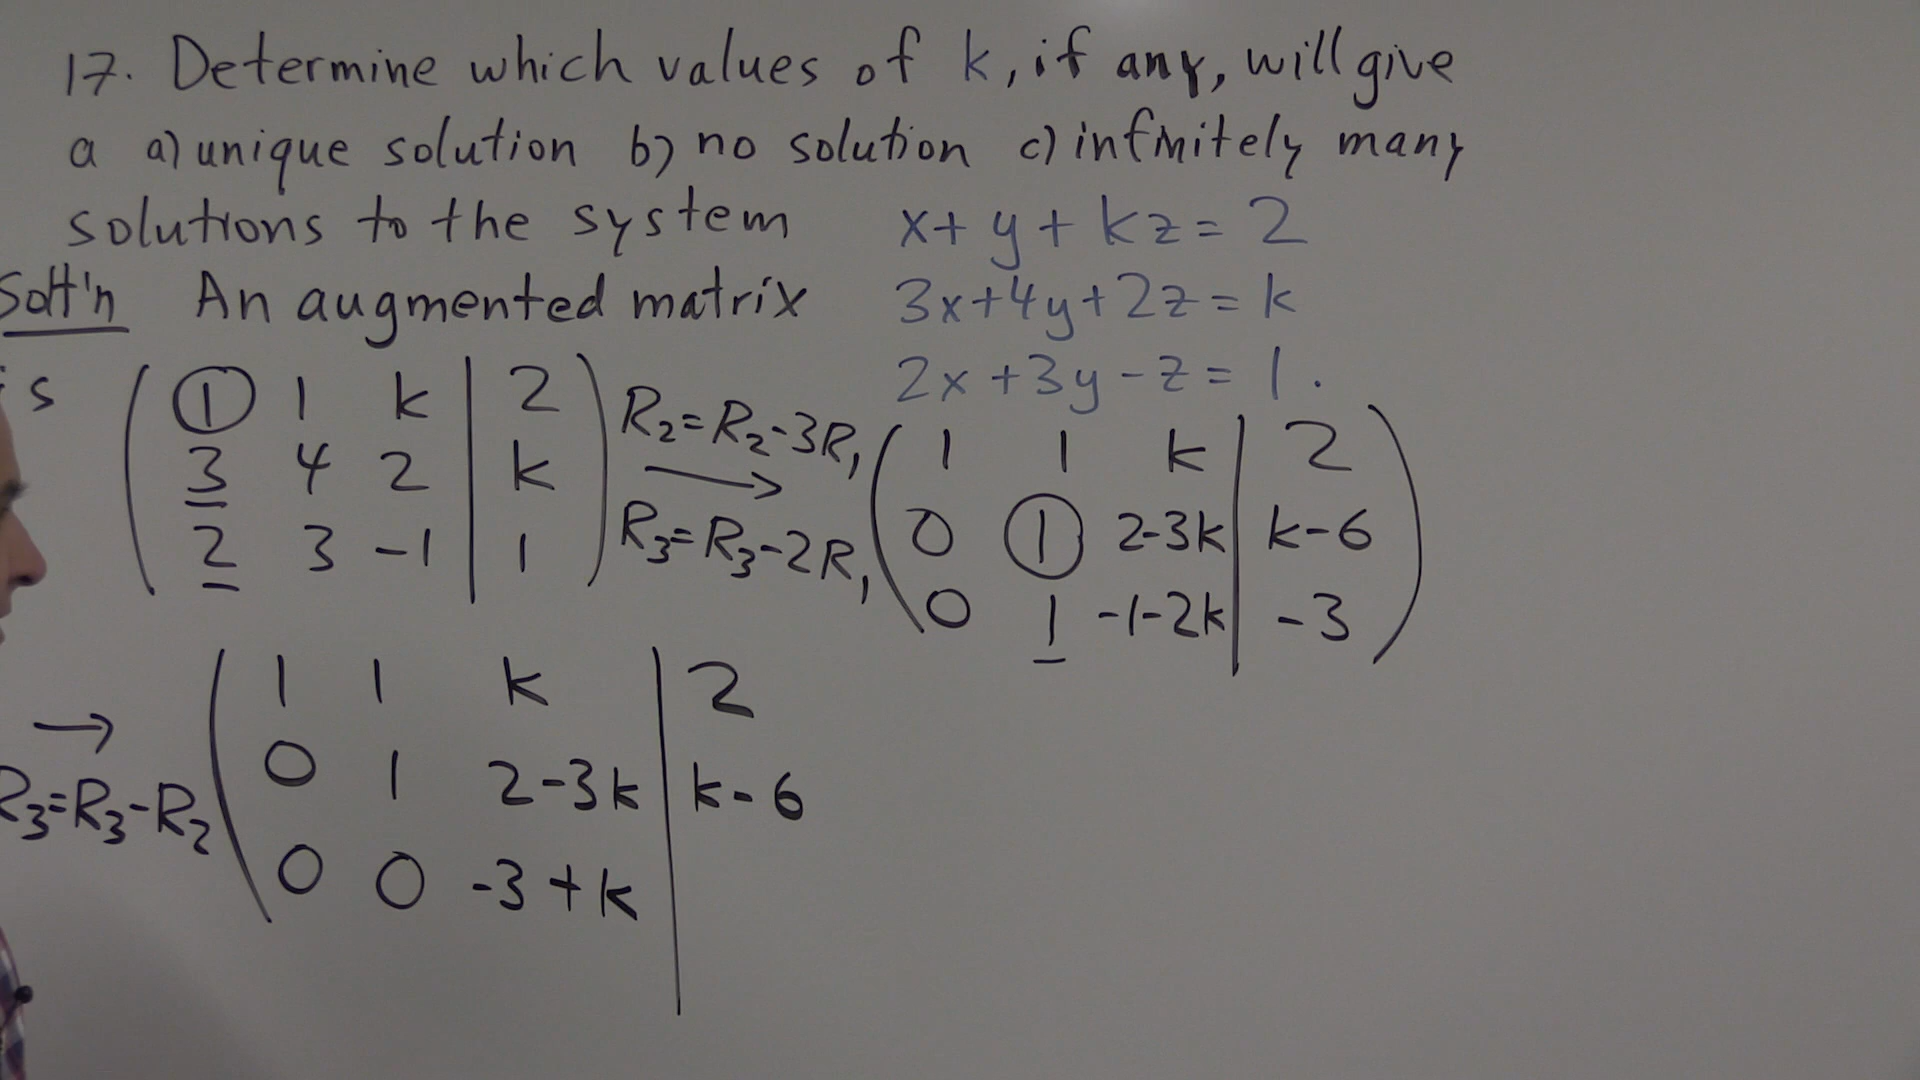 17. Determine which values of k, if any, will give
a a) unique solution b) no solution c) infinitely many
solutions to the system x + y + kz = 2
Solt'n An augmented matrix 3x+4y+2z = k
is 2x +3y - z = 1.
1 1 k | 2 R₂=R₂-3R₁ 1 1 k | 2
3 4 2 | k → 0 1 2-3k | k-6
2 3 -1 | 1 R₃=R₃-2R₁ 0 1 -1-2k | -3
1 1 k | 2
→ 0 1 2-3k | k-6
R₃=R₃-R₂ 0 0 -3+k |